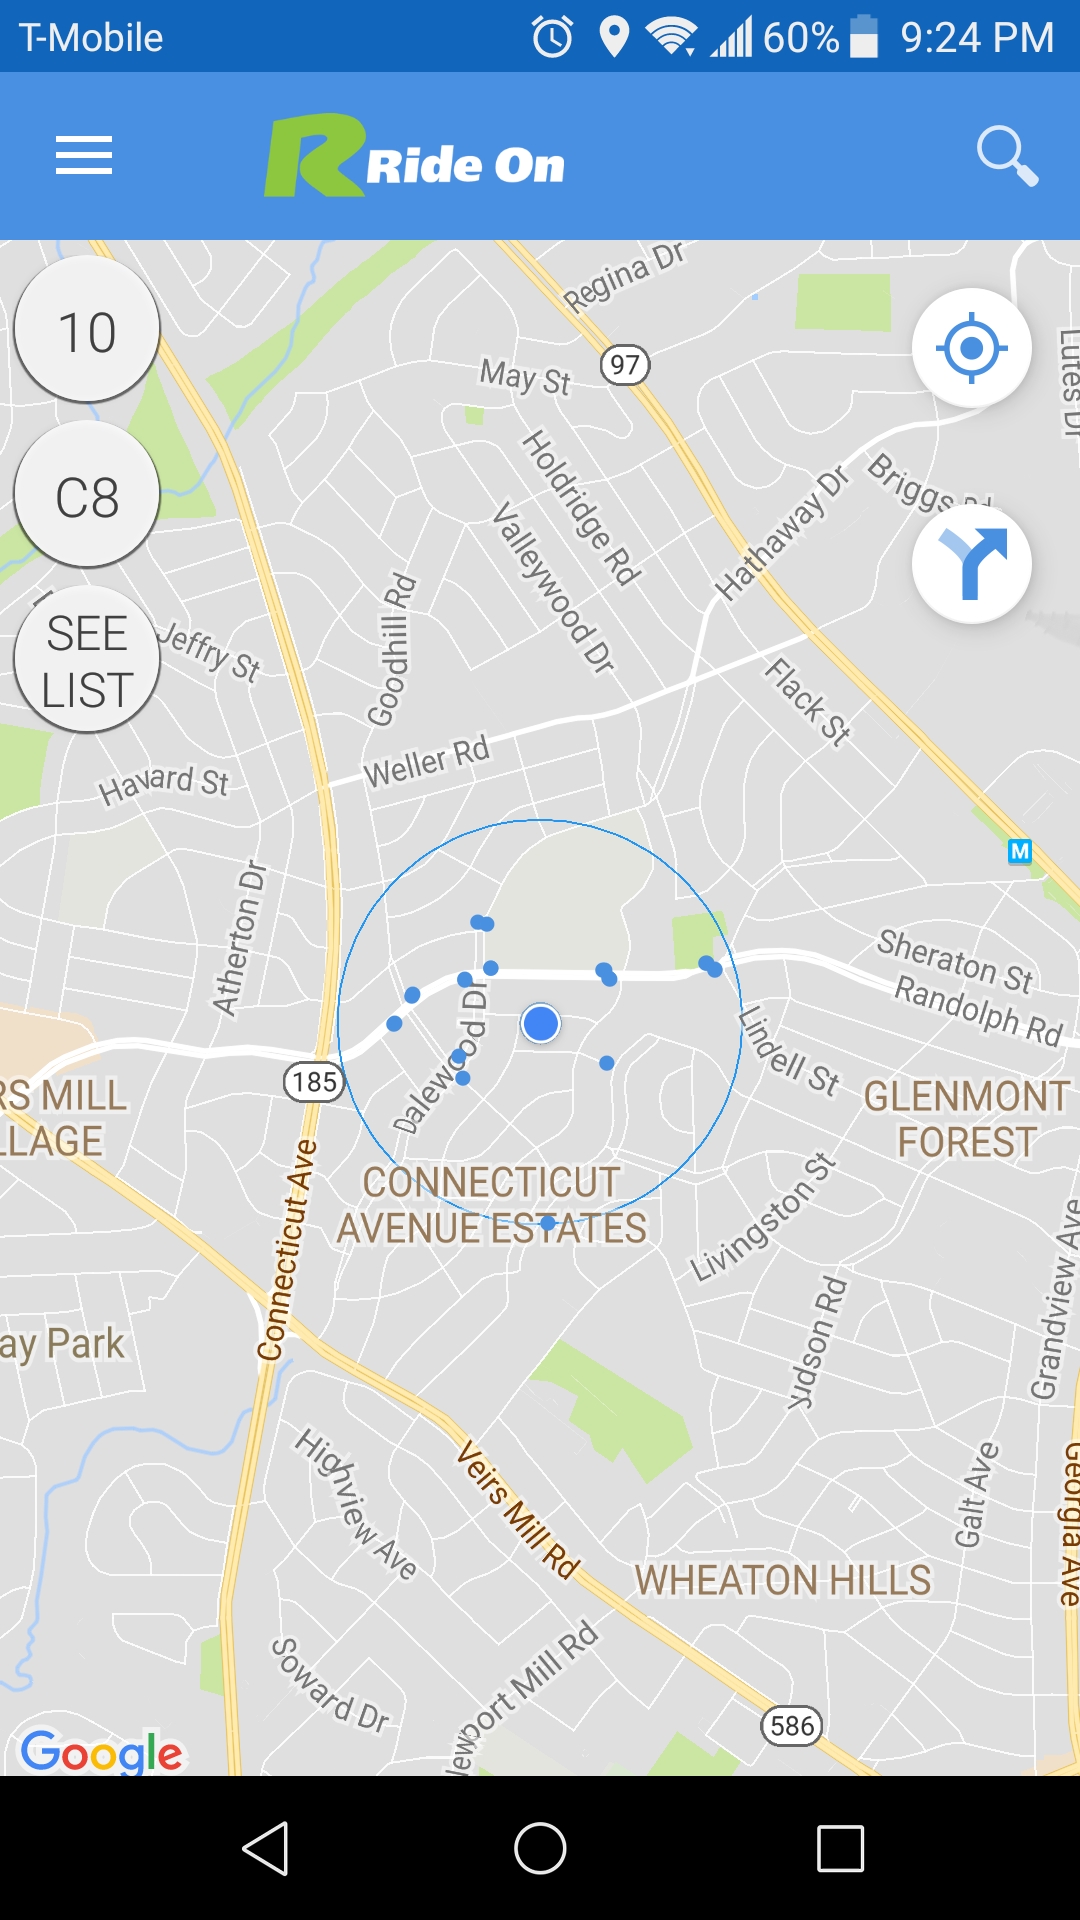 T-Mobile 60% 9:24 PM
R Ride On
10
C8
SEE
LIST
Regina Dr
97
May St
Lutes Dr
Holdridge Rd
Valleywood Dr
Hathaway Dr
Briggs Rd
Goodhill Rd
Jeffry St
Flack St
Weller Rd
Havard St
M
Atherton Dr
Sheraton St
Randolph Rd
Dalewood Dr
Lindell St
185
RS MILL
LLAGE
GLENMONT
FOREST
CONNECTICUT
AVENUE ESTATES
Connecticut Ave
Livingston St
Grandview Ave
ay Park
udson Rd
Highview Ave
Veirs Mill Rd
Galt Ave
Georgia Ave
WHEATON HILLS
Soward Dr
ewport Mill Rd
586
Google